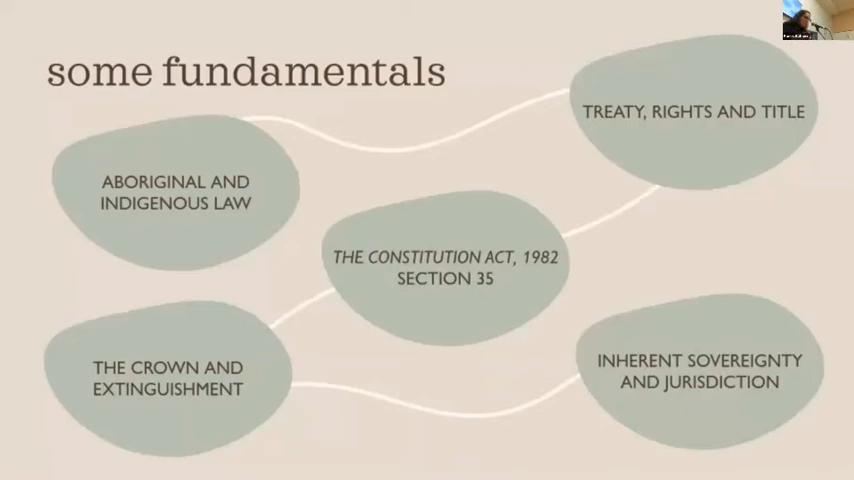 some fundamentals
TREATY, RIGHTS AND TITLE
ABORIGINAL AND
INDIGENOUS LAW
THE CONSTITUTION ACT, 1982
SECTION 35
THE CROWN AND
EXTINGUISHMENT
INHERENT SOVEREIGNTY
AND JURISDICTION